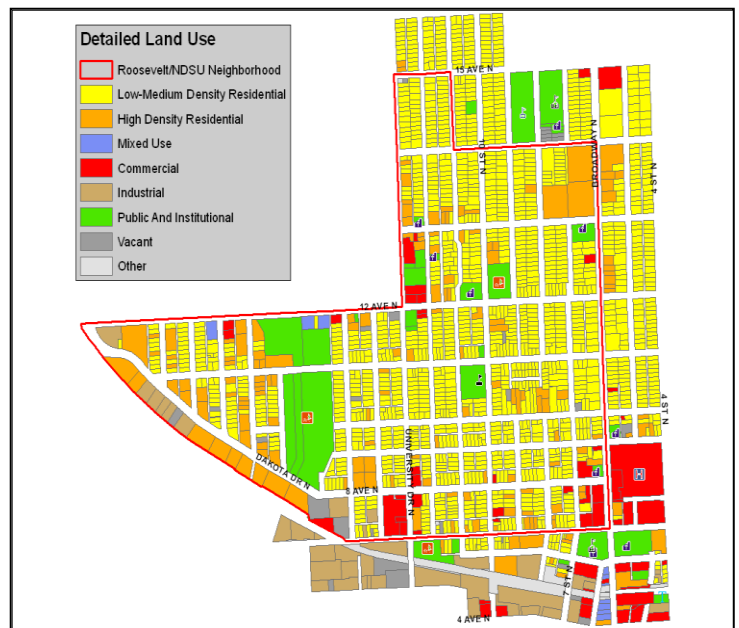 Detailed Land Use
Roosevelt/NDSU Neighborhood
Low-Medium Density Residential
High Density Residential
Mixed Use
Commercial
Industrial
Public And Institutional
Vacant
Other
15 AVE N
10 ST N
BROADWAY N
4 ST N
12 AVE N
4 ST N
UNIVERSITY DR N
DAKOTA DR N
8 AVE N
7 ST N
4 AVE N
H